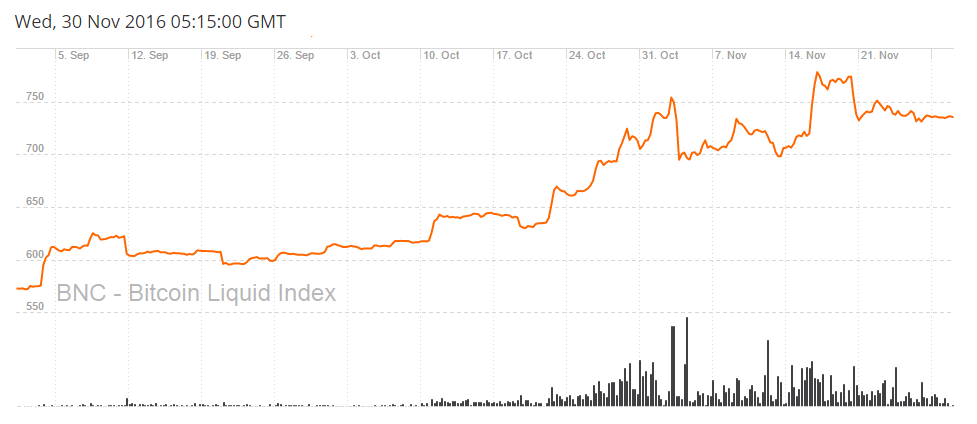 Wed, 30 Nov 2016 05:15:00 GMT
5. Sep 12. Sep 19. Sep 26. Sep 3. Oct 10. Oct 17. Oct 24. Oct 31. Oct 7. Nov 14. Nov 21. Nov
750
700
650
600
BNC - Bitcoin Liquid Index
550